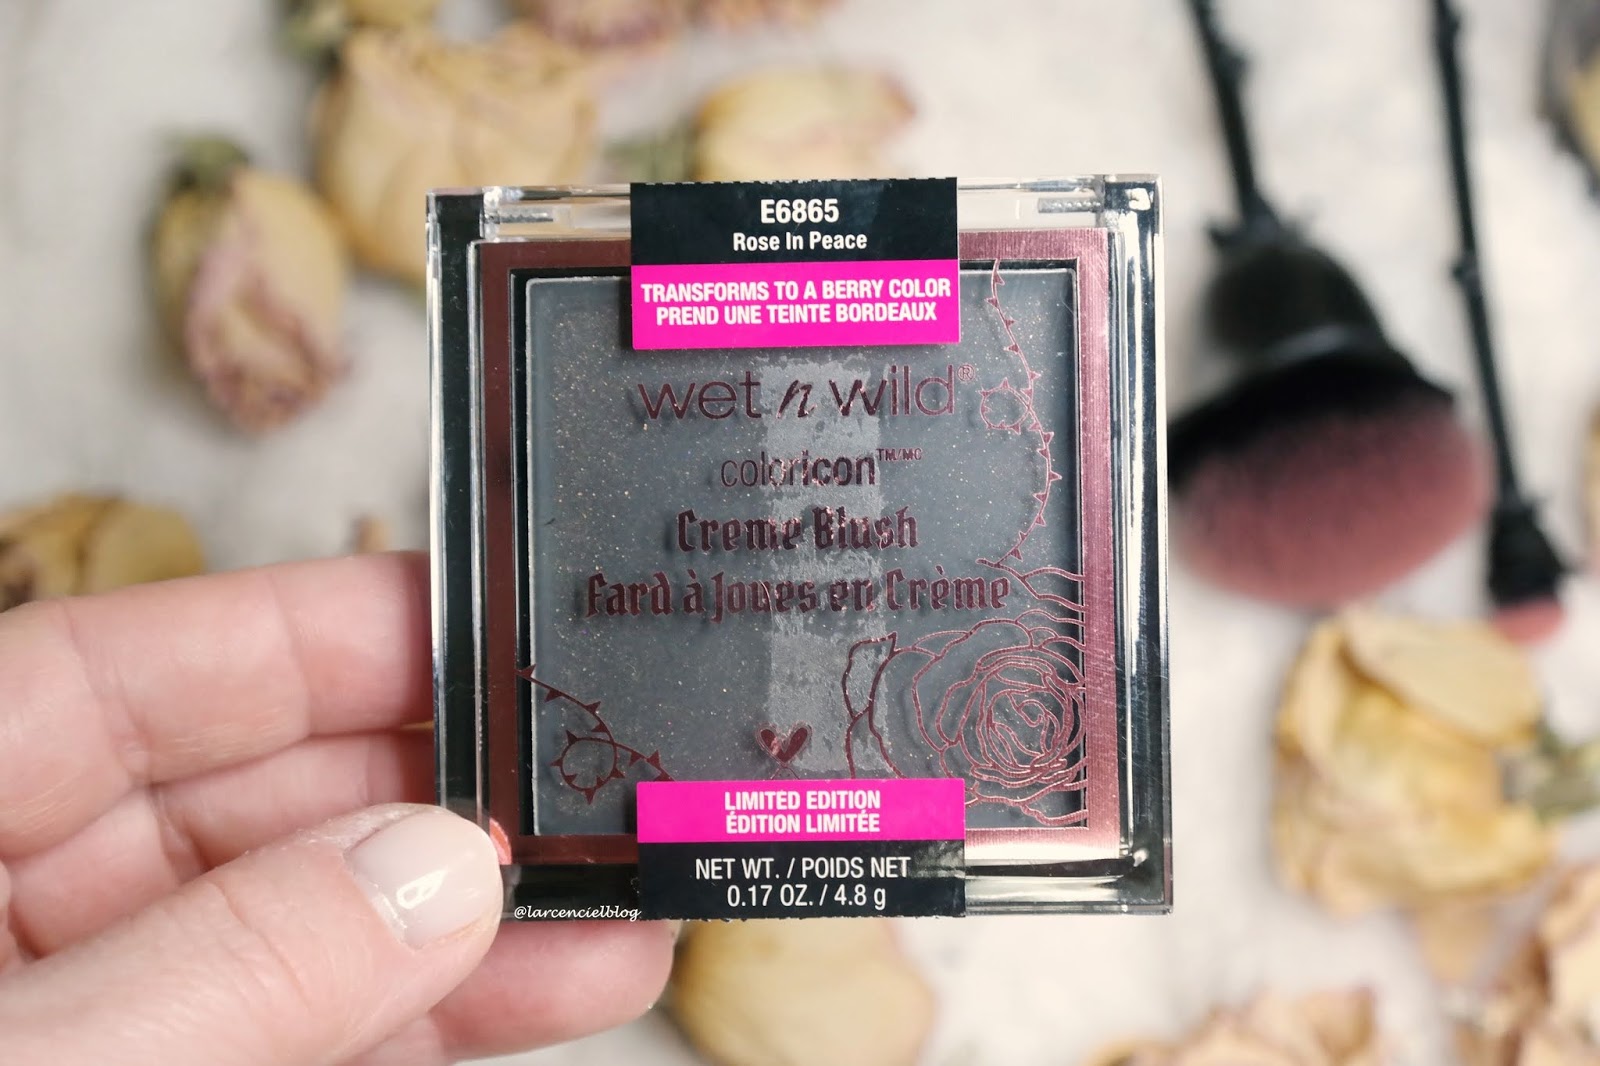 E6865
Rose In Peace
TRANSFORMS TO A BERRY COLOR
PREND UNE TEINTE BORDEAUX
wet n wild®
coloricon™/MC
Creme Blush
Fard à Joues en Crème
LIMITED EDITION
ÉDITION LIMITÉE
NET WT. / POIDS NET
0.17 OZ. / 4.8 g
@larcencielblog